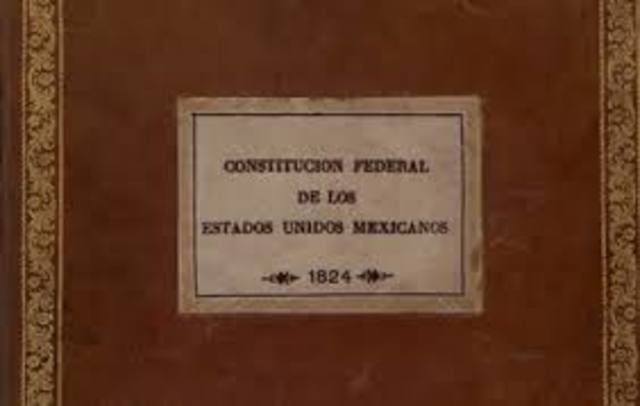 CONSTITUCION FEDERAL
DE LOS
ESTADOS UNIDOS MEXICANOS
1824